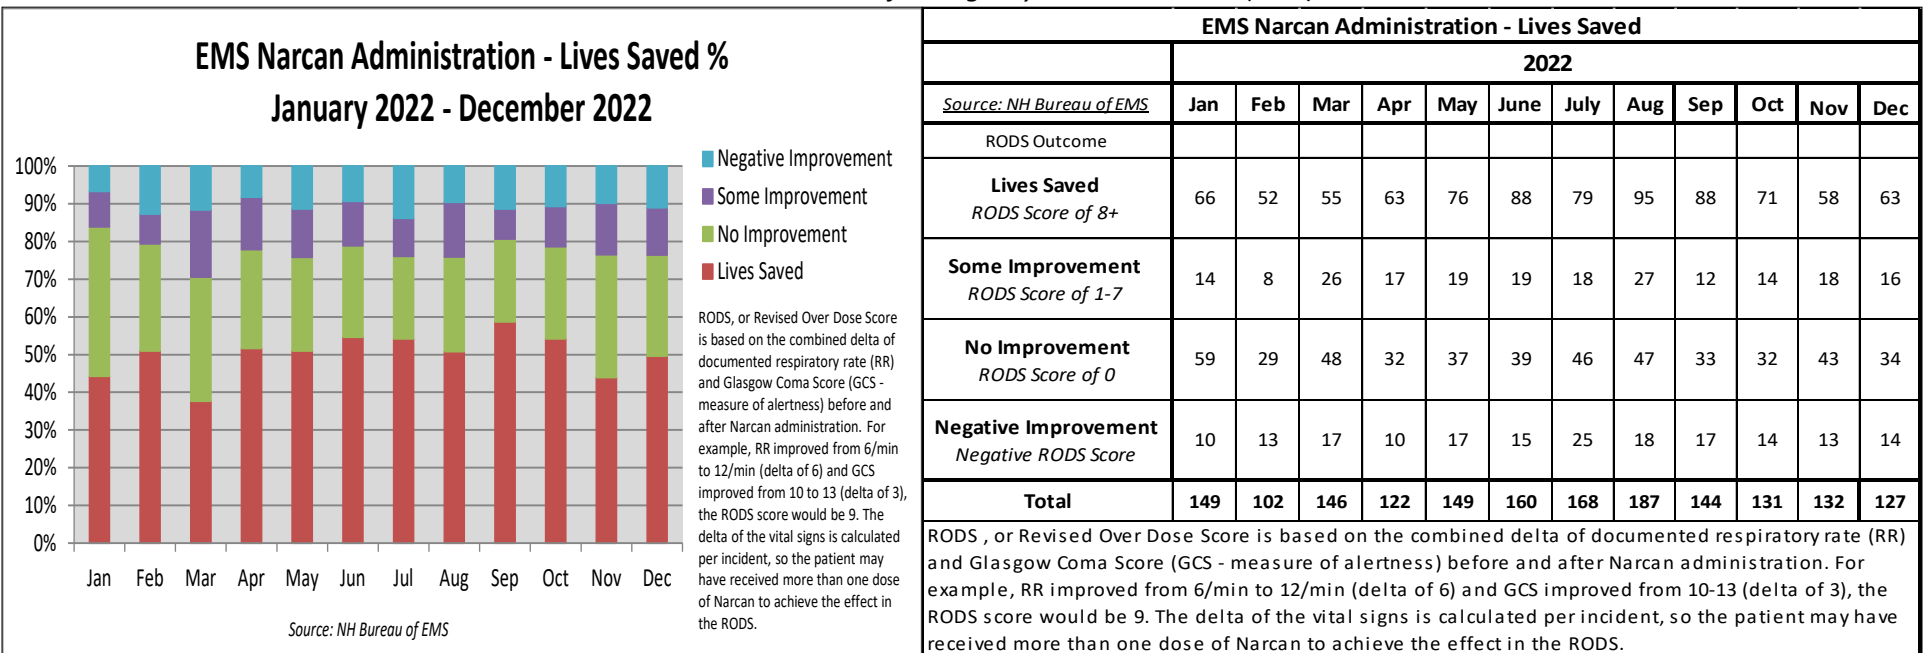 EMS Narcan Administration - Lives Saved %
January 2022 - December 2022
100%
90%
80%
70%
60%
50%
40%
30%
20%
10%
0%
Jan Feb Mar Apr May Jun Jul Aug Sep Oct Nov Dec
Source: NH Bureau of EMS
Negative Improvement
Some Improvement
No Improvement
Lives Saved
RODS, or Revised Over Dose Score
is based on the combined delta of
documented respiratory rate (RR)
and Glasgow Coma Score (GCS -
measure of alertness) before and
after Narcan administration. For
example, RR improved from 6/min
to 12/min (delta of 6) and GCS
improved from 10 to 13 (delta of 3),
the RODS score would be 9. The
delta of the vital signs is calculated
per incident, so the patient may
have received more than one dose
of Narcan to achieve the effect in
the RODS.
EMS Narcan Administration - Lives Saved
2022
Source: NH Bureau of EMS Jan Feb Mar Apr May June July Aug Sep Oct Nov Dec
RODS Outcome
Lives Saved
RODS Score of 8+
66 52 55 63 76 88 79 95 88 71 58 63
Some Improvement
RODS Score of 1-7
14 8 26 17 19 19 18 27 12 14 18 16
No Improvement
RODS Score of 0
59 29 48 32 37 39 46 47 33 32 43 34
Negative Improvement
Negative RODS Score
10 13 17 10 17 15 25 18 17 14 13 14
Total 149 102 146 122 149 160 168 187 144 131 132 127
RODS , or Revised Over Dose Score is based on the combined delta of documented respiratory rate (RR)
and Glasgow Coma Score (GCS - measure of alertness) before and after Narcan administration. For
example, RR improved from 6/min to 12/min (delta of 6) and GCS improved from 10-13 (delta of 3), the
RODS score would be 9. The delta of the vital signs is calculated per incident, so the patient may have
received more than one dose of Narcan to achieve the effect in the RODS.